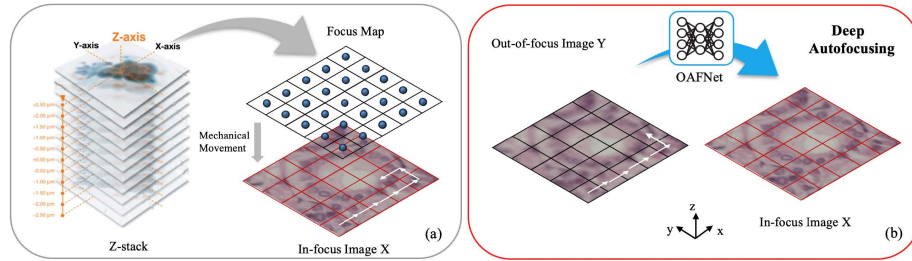 Y-axis
Z-axis
X-axis
+2.50 μm
+2.00 μm
+1.50 μm
+1.00 μm
+0.50 μm
±0.00 μm
-0.50 μm
-1.00 μm
-1.50 μm
-2.00 μm
-2.50 μm
Z-stack
Focus Map
Mechanical
Movement
In-focus Image X
(a)
Out-of-focus Image Y
OAFNet
Deep
Autofocusing
In-focus Image X
z
y
x
(b)